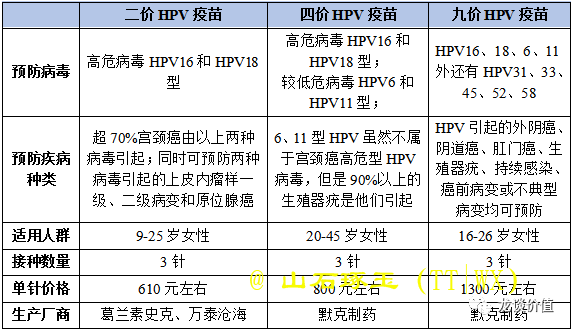 二价 HPV 疫苗
四价 HPV 疫苗
九价 HPV 疫苗
预防病毒
高危病毒 HPV16 和 HPV18
型
高危病毒 HPV16 和
HPV18 型；
较低危病毒 HPV6 和
HPV11 型；
HPV16、18、6、11
外还有 HPV31、33、
45、52、58
预防疾病
种类
超 70%宫颈癌由以上两种
病毒引起；同时可预防两种
病毒引起的上皮内瘤样一
级、二级病变和原位腺癌
6、11 型 HPV 虽然不属
于宫颈癌高危型 HPV
病毒，但是 90%以上的
生殖器疣是他们引起
HPV 引起的外阴癌、
阴道癌、肛门癌、生
殖器疣、持续感染、
癌前病变或不典型
病变均可预防
适用人群
9-25 岁女性
20-45 岁女性
16-26 岁女性
接种数量
3 针
3 针
3 针
单针价格
610 元左右
800 元左右
1300 元左右
生产厂商
葛兰素史克、万泰沧海
默克制药
默克制药
龙谈价值